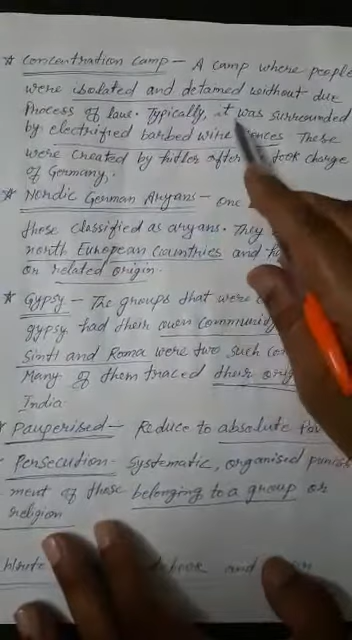 * Concentration Camp - A camp where people
were isolated and detained without due
Process of law. Typically, it was surrounded
by electrified barbed wire fences These
were created by hitler after took charge
of Germany.
* Nordic German Aryans - one
those classified as aryans. They
north European Countries and
or related origin.
* Gypsy - The groups that were
gypsy had their own Community
Sinti and Roma were two such
Many of them traced their
India
Pauperised - Reduce to absolute
Persecution - Systematic, organised
ment of those belonging to a group or
religion
and